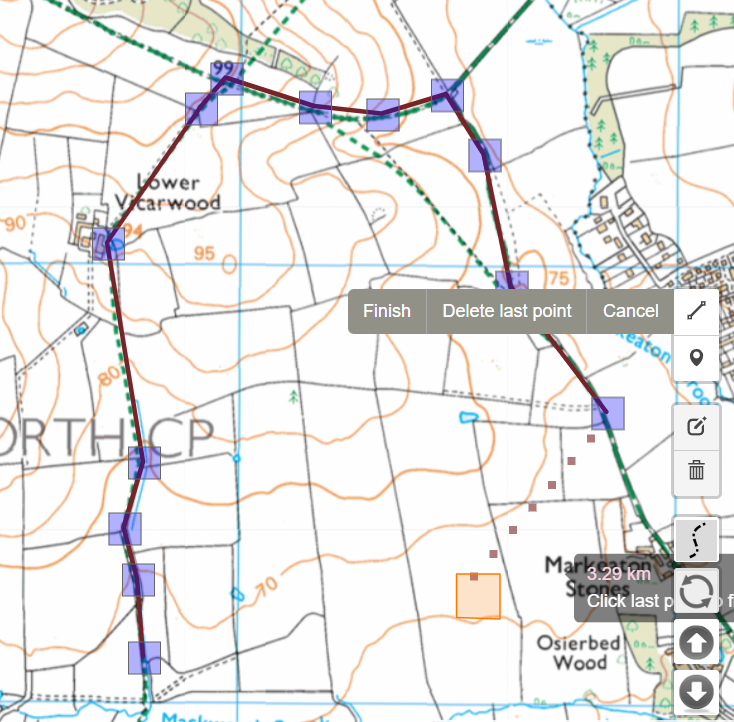 99
Lower
Vicarwood
94
90
95
75
Finish
Delete last point
Cancel
keaton
80
ORTH CP
70
Markeaton
Stones
3.29 km
Click last p
Osierbed
Wood